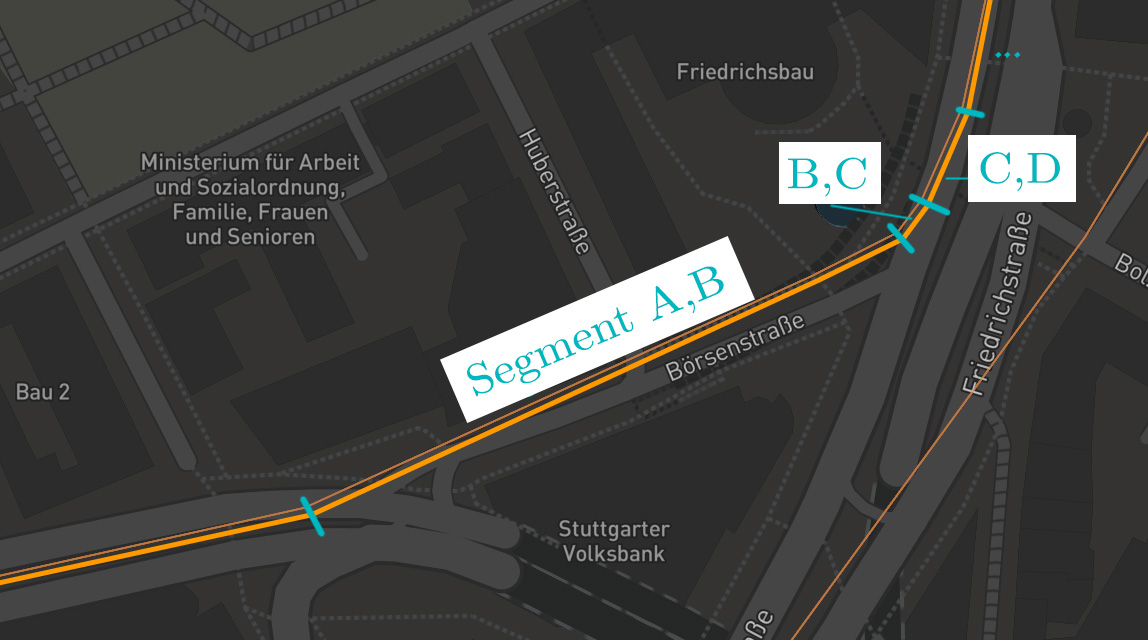 Friedrichsbau
Ministerium für Arbeit
und Sozialordnung,
Familie, Frauen
und Senioren
Huberstraße
B,C
C,D
Segment A,B
Börsenstraße
Friedrichstraße
Bau 2
Stuttgarter
Volksbank